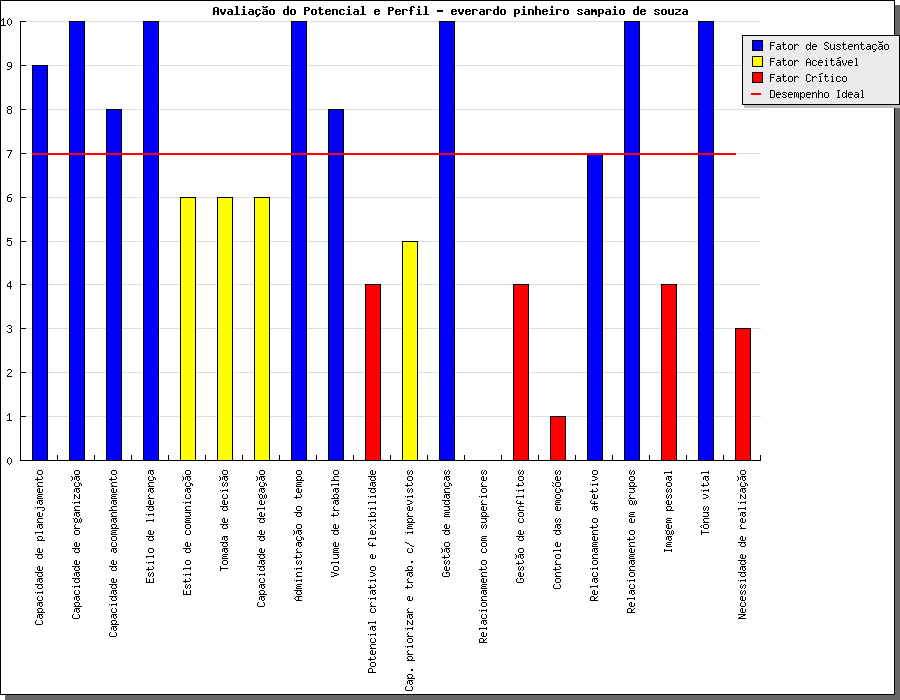 Avaliação do Potencial e Perfil - everardo pinheiro sampaio de souza
Fator de Sustentação
Fator Aceitável
Fator Crítico
Desempenho Ideal
10
9
8
7
6
5
4
3
2
1
0
Capacidade de planejamento
Capacidade de organização
Capacidade de acompanhamento
Estilo de liderança
Estilo de comunicação
Tomada de decisão
Capacidade de delegação
Administração do tempo
Volume de trabalho
Potencial criativo e flexibilidade
Cap. priorizar e trab. c/ imprevistos
Gestão de mudanças
Relacionamento com superiores
Gestão de conflitos
Controle das emoções
Relacionamento afetivo
Relacionamento em grupos
Imagem pessoal
Tônus vital
Necessidade de realização